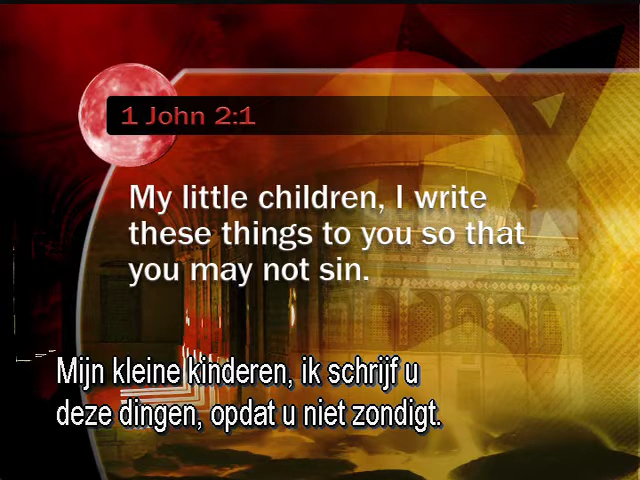 1 John 2:1
My little children, I write
these things to you so that
you may not sin.
Mijn kleine kinderen, ik schrijf u
deze dingen, opdat u niet zondigt.